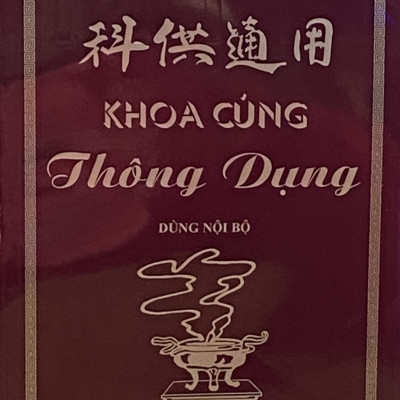 科供通用
KHOA CÚNG
Thông Dụng
DÙNG NỘI BỘ